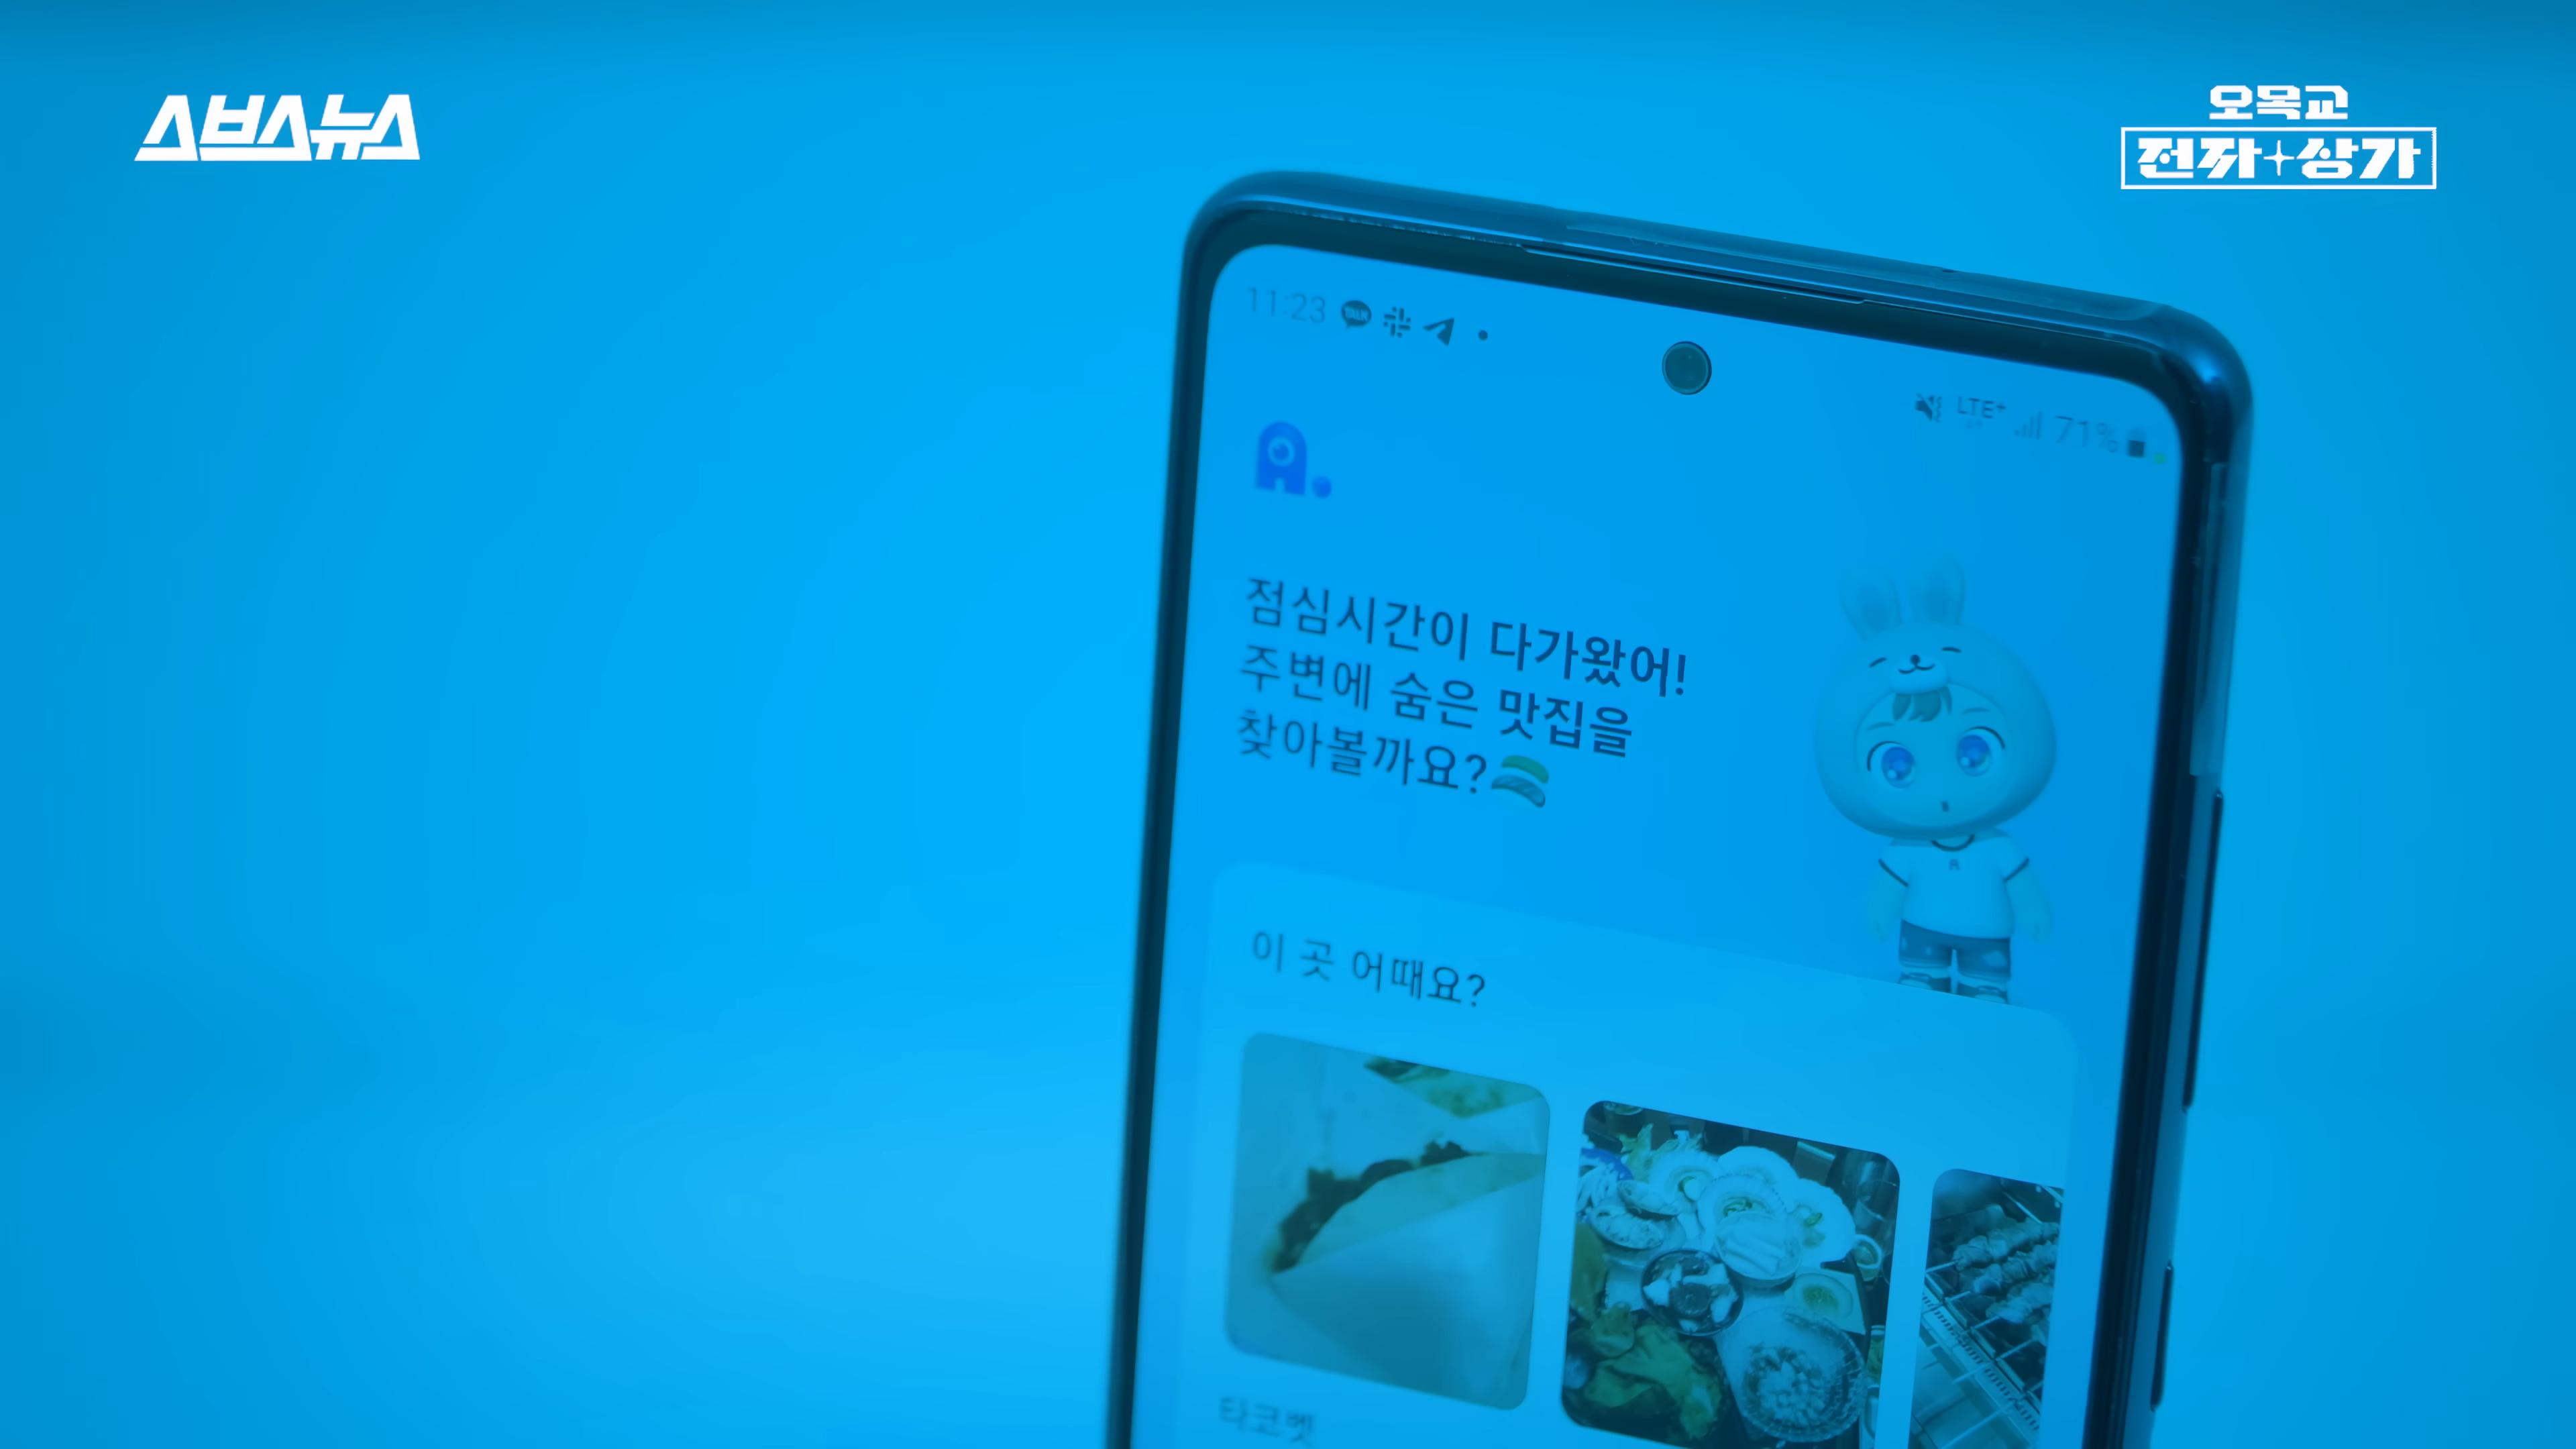 스브스뉴스
오목교
전자상가
11:23
TALK
LTE+ 71%
A.
점심시간이 다가왔어!
주변에 숨은 맛집을
찾아볼까요?
A
이 곳 어때요?
타코벳